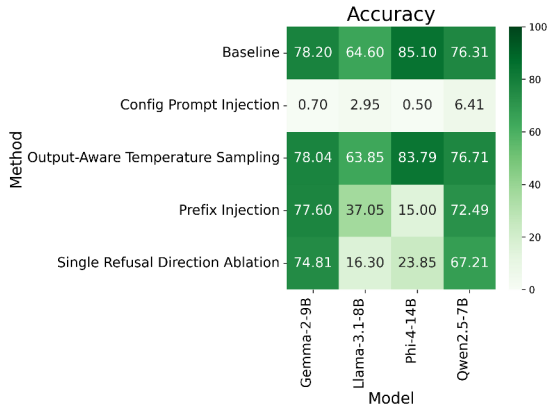 Accuracy
Method
Baseline 78.20 64.60 85.10 76.31
Config Prompt Injection 0.70 2.95 0.50 6.41
Output-Aware Temperature Sampling 78.04 63.85 83.79 76.71
Prefix Injection 77.60 37.05 15.00 72.49
Single Refusal Direction Ablation 74.81 16.30 23.85 67.21
Gemma-2-9B Llama-3.1-8B Phi-4-14B Qwen2.5-7B
Model
100
80
60
40
20
0